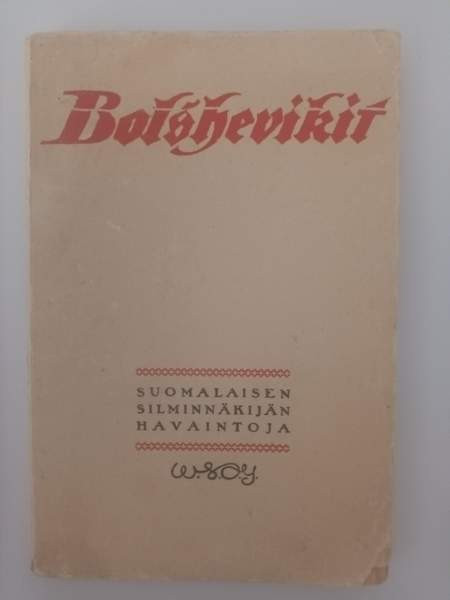 Bolshevikit
SUOMALAISEN
SILMINNÄKIJÄN
HAVAINTOJA
W.S.O.Y.